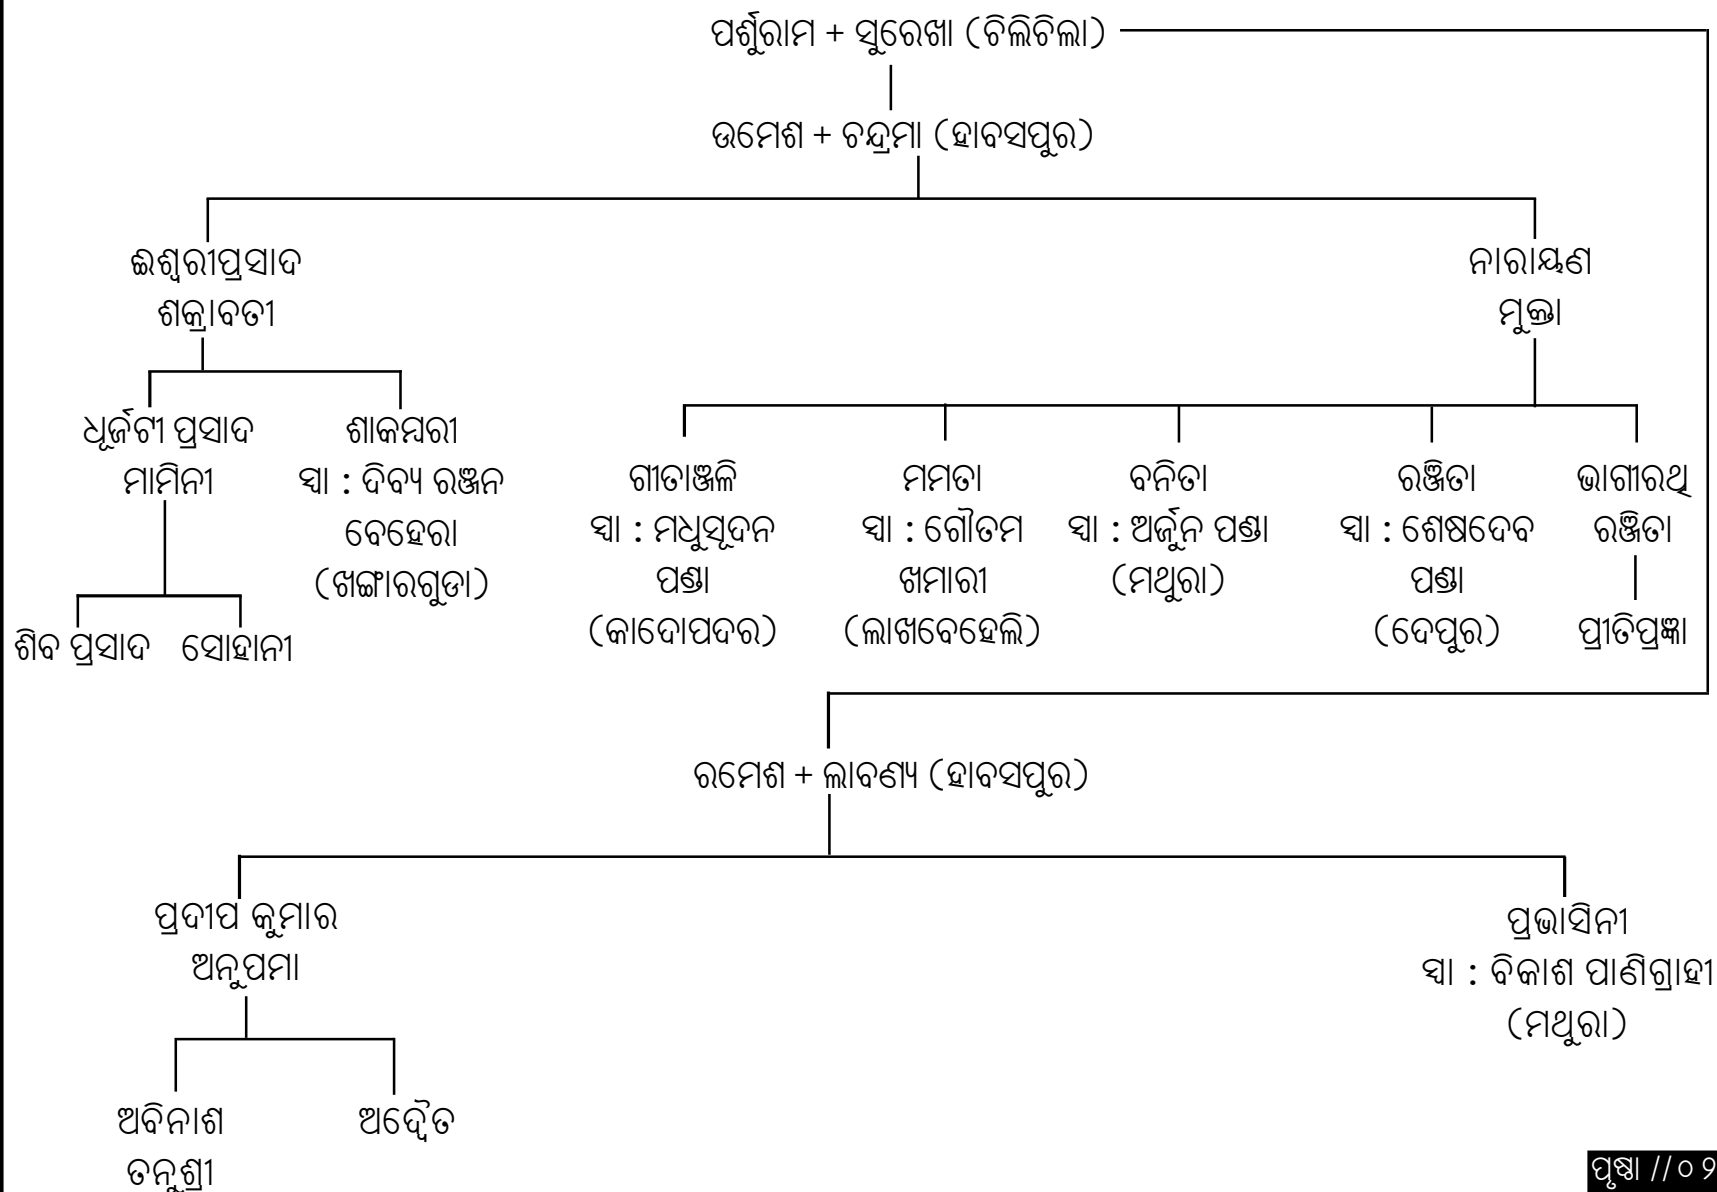 ପର୍ଶୁରାମ + ସୁରେଖା (ଚିଲିଚିଲା)
ଉମେଶ + ଚନ୍ଦ୍ରମା (ହାବସପୁର)
ଈଶ୍ୱରୀପ୍ରସାଦ
ଶକ୍ରାବତୀ
ନାରାୟଣ
ମୁକ୍ତା
ଧୂର୍ଜଟୀ ପ୍ରସାଦ
ମାମିନୀ
ଶାକମ୍ବରୀ
ସ୍ୱା : ଦିବ୍ୟ ରଞ୍ଜନ
ବେହେରା
(ଖଙ୍ଗାରଗୁଡା)
ଶିବ ପ୍ରସାଦ
ସୋହାନୀ
ଗୀତାଞ୍ଜଳି
ସ୍ୱା : ମଧୁସୂଦନ
ପଣ୍ଡା
(କାଦୋପଦର)
ମମତା
ସ୍ୱା : ଗୌତମ
ଖମାରୀ
(ଲାଖବେହେଲି)
ବନିତା
ସ୍ୱା : ଅର୍ଜୁନ ପଣ୍ଡା
(ମଥୁରା)
ରଞ୍ଜିତା
ସ୍ୱା : ଶେଷଦେବ
ପଣ୍ଡା
(ଦେପୁର)
ଭାଗୀରଥି
ରଞ୍ଜିତା
ପ୍ରୀତିପ୍ରଜ୍ଞା
ରମେଶ + ଲାବଣ୍ୟ (ହାବସପୁର)
ପ୍ରଦୀପ କୁମାର
ଅନୁପମା
ପ୍ରଭାସିନୀ
ସ୍ୱା : ବିକାଶ ପାଣିଗ୍ରାହୀ
(ମଥୁରା)
ଅବିନାଶ
ତନୁଶ୍ରୀ
ଅଦ୍ୱୈତ
ପୃଷ୍ଠା //୦୨